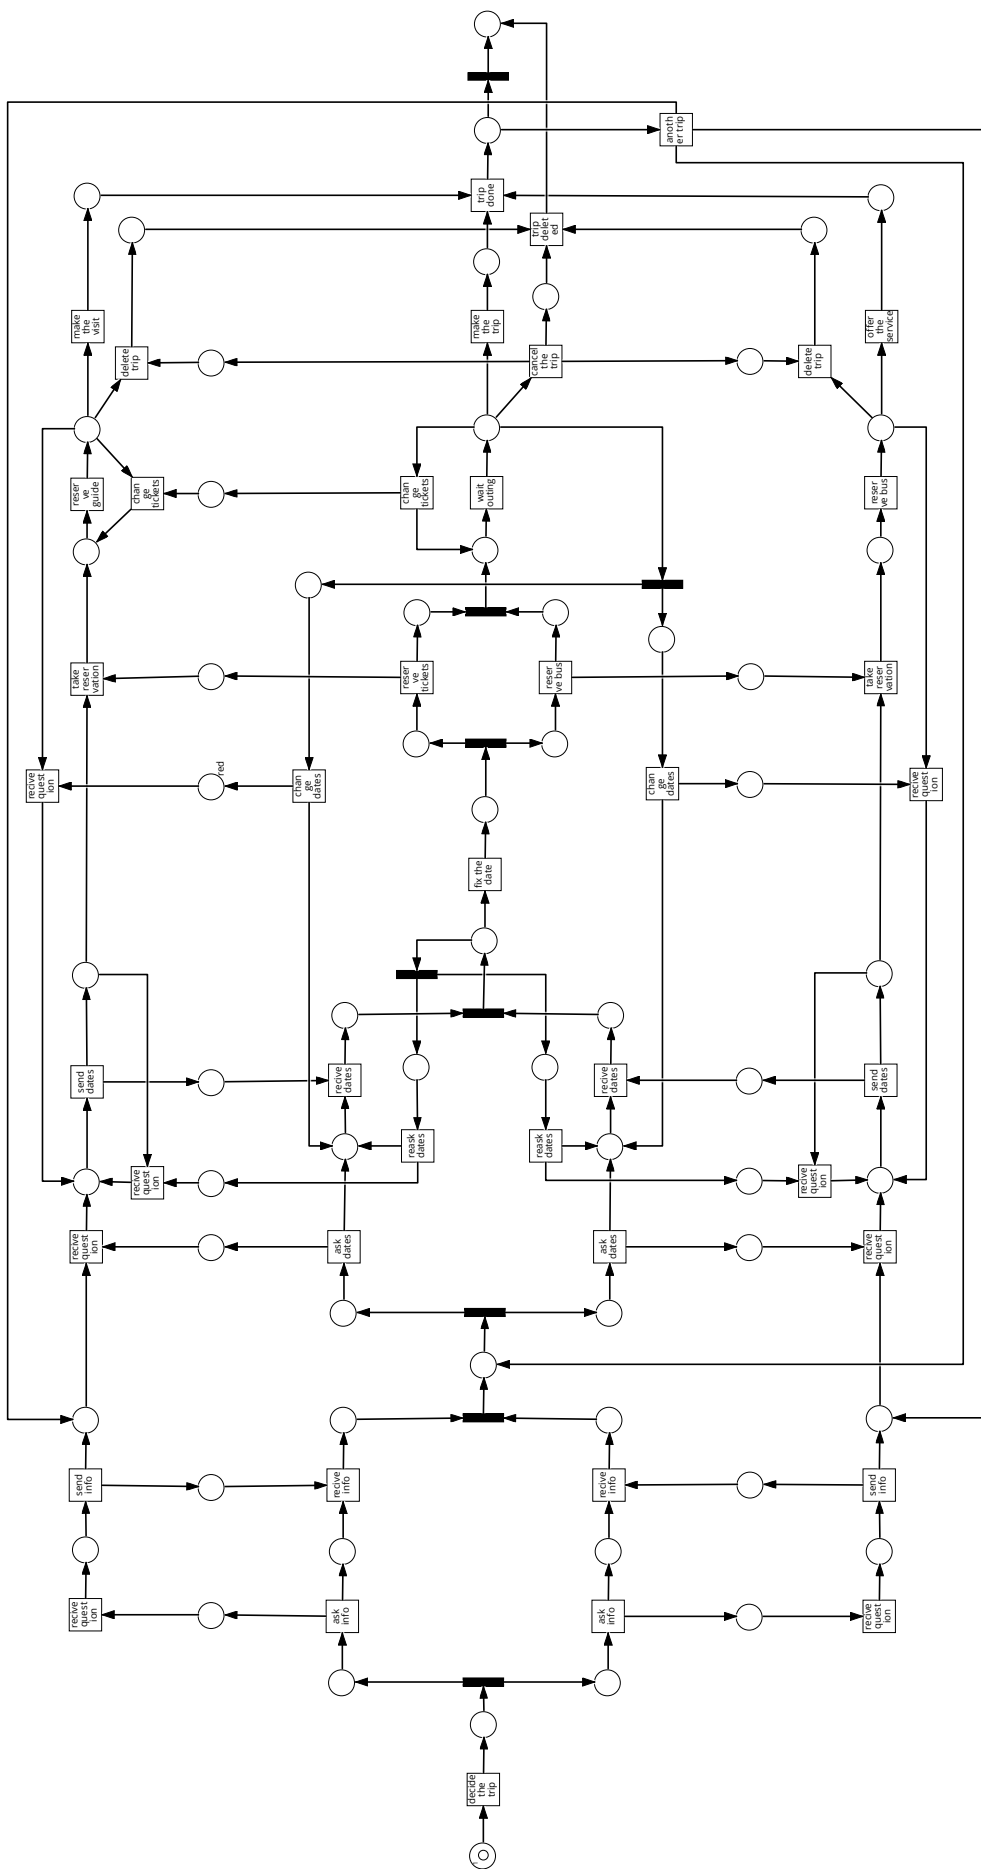 anoth
er trip
trip
done
trip
delet
ed
make
the
visit
make
the
trip
offer
the
service
delete
trip
cancel
the
trip
delete
trip
reser
ve
guide
chan
ge
tickets
chan
ge
tickets
wait
outing
reser
ve bus
take
reser
vation
reser
ve
tickets
reser
ve bus
take
reser
vation
recive
quest
ion
red
chan
ge
dates
chan
ge
dates
recive
quest
ion
fix the
date
send
dates
recive
dates
recive
dates
send
dates
recive
quest
ion
reask
dates
reask
dates
recive
quest
ion
recive
quest
ion
ask
dates
ask
dates
recive
quest
ion
send
info
recive
info
recive
info
send
info
recive
quest
ion
ask
info
ask
info
recive
quest
ion
decide
the
trip